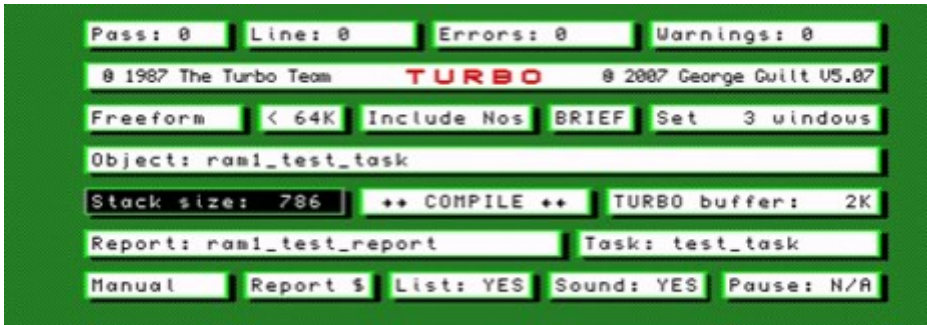 Pass: 0 Line: 0 Errors: 0 Warnings: 0
© 1987 The Turbo Team TURBO © 2007 George Gwilt V5.07
Freeform < 64K Include Nos BRIEF Set 3 windows
Object: ram1_test_task
Stack size: 786 ++ COMPILE ++ TURBO buffer: 2K
Report: ram1_test_report Task: test_task
Manual Report $ List: YES Sound: YES Pause: N/A